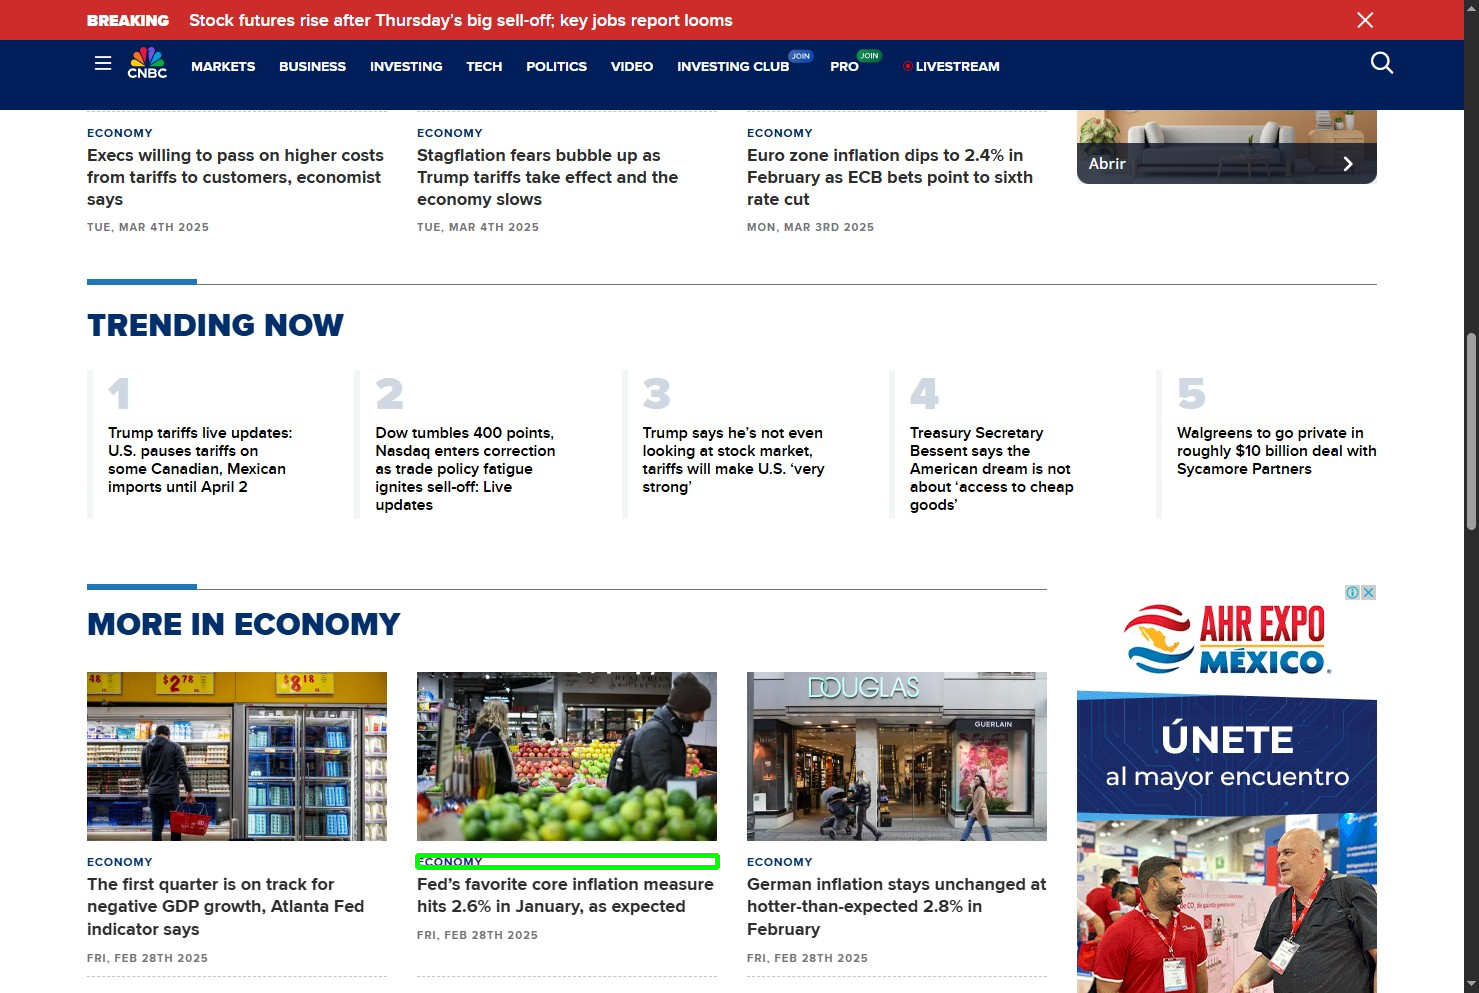 BREAKING Stock futures rise after Thursday's big sell-off; key jobs report looms
CNBC
MARKETS BUSINESS INVESTING TECH POLITICS VIDEO INVESTING CLUB JOIN PRO JOIN LIVESTREAM
ECONOMY
Execs willing to pass on higher costs
from tariffs to customers, economist
says
TUE, MAR 4TH 2025
ECONOMY
Stagflation fears bubble up as
Trump tariffs take effect and the
economy slows
TUE, MAR 4TH 2025
ECONOMY
Euro zone inflation dips to 2.4% in
February as ECB bets point to sixth
rate cut
MON, MAR 3RD 2025
Abrir
TRENDING NOW
1
Trump tariffs live updates:
U.S. pauses tariffs on
some Canadian, Mexican
imports until April 2
2
Dow tumbles 400 points,
Nasdaq enters correction
as trade policy fatigue
ignites sell-off: Live
updates
3
Trump says he's not even
looking at stock market,
tariffs will make U.S. 'very
strong'
4
Treasury Secretary
Bessent says the
American dream is not
about 'access to cheap
goods'
5
Walgreens to go private in
roughly $10 billion deal with
Sycamore Partners
MORE IN ECONOMY
$2.78
$8.18
ECONOMY
The first quarter is on track for
negative GDP growth, Atlanta Fed
indicator says
FRI, FEB 28TH 2025
ECONOMY
Fed's favorite core inflation measure
hits 2.6% in January, as expected
FRI, FEB 28TH 2025
DOUGLAS
GUERLAIN
ECONOMY
German inflation stays unchanged at
hotter-than-expected 2.8% in
February
FRI, FEB 28TH 2025
AHR EXPO
MÉXICO
ÚNETE
al mayor encuentro